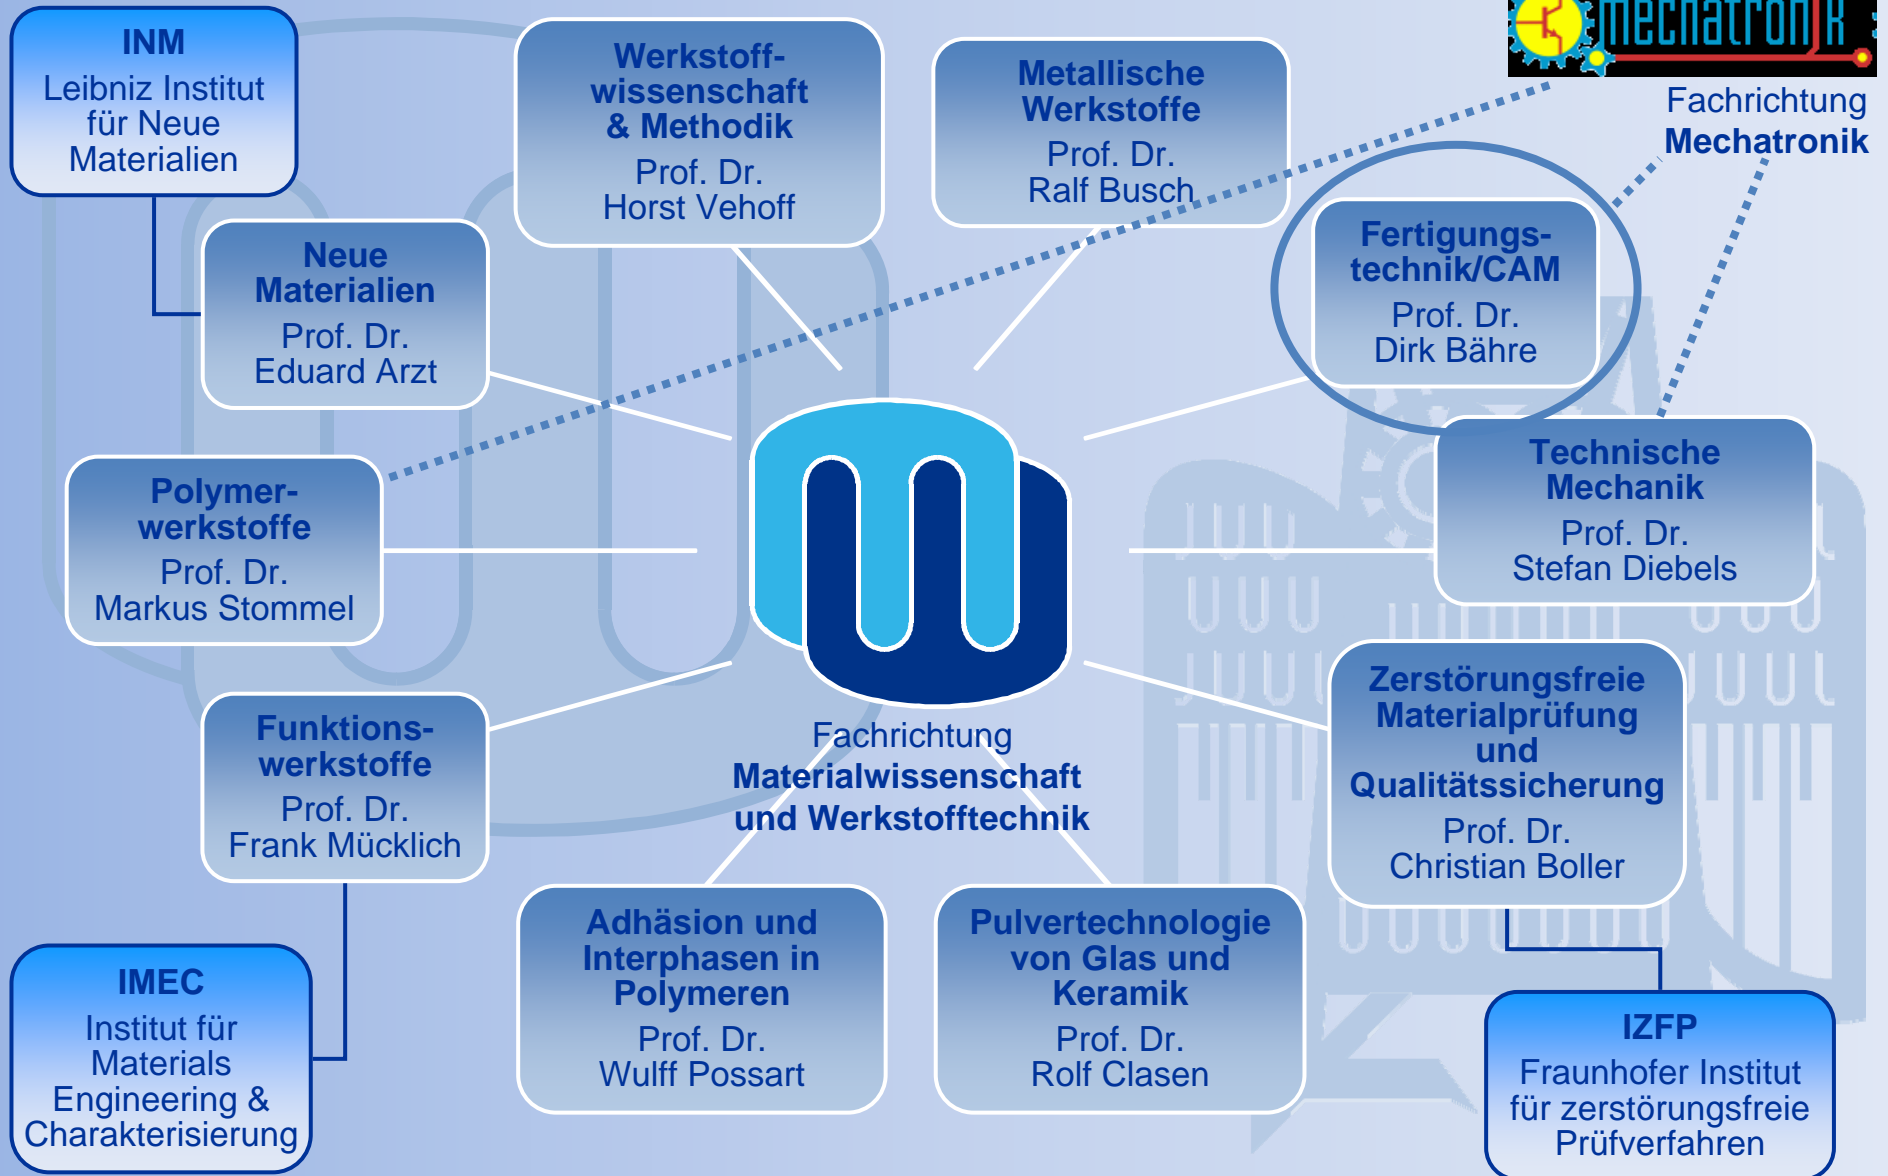 INM
Leibniz Institut
für Neue
Materialien
Werkstoff-
wissenschaft
& Methodik
Prof. Dr.
Horst Vehoff
Metallische
Werkstoffe
Prof. Dr.
Ralf Busch
mechatronik
Fachrichtung
Mechatronik
Neue
Materialien
Prof. Dr.
Eduard Arzt
Fertigungs-
technik/CAM
Prof. Dr.
Dirk Bähre
Polymer-
werkstoffe
Prof. Dr.
Markus Stommel
Technische
Mechanik
Prof. Dr.
Stefan Diebels
Funktions-
werkstoffe
Prof. Dr.
Frank Mücklich
Fachrichtung
Materialwissenschaft
und Werkstofftechnik
Zerstörungsfreie
Materialprüfung
und
Qualitätssicherung
Prof. Dr.
Christian Boller
IMEC
Institut für
Materials
Engineering &
Charakterisierung
Adhäsion und
Interphasen in
Polymeren
Prof. Dr.
Wulff Possart
Pulvertechnologie
von Glas und
Keramik
Prof. Dr.
Rolf Clasen
IZFP
Fraunhofer Institut
für zerstörungsfreie
Prüfverfahren